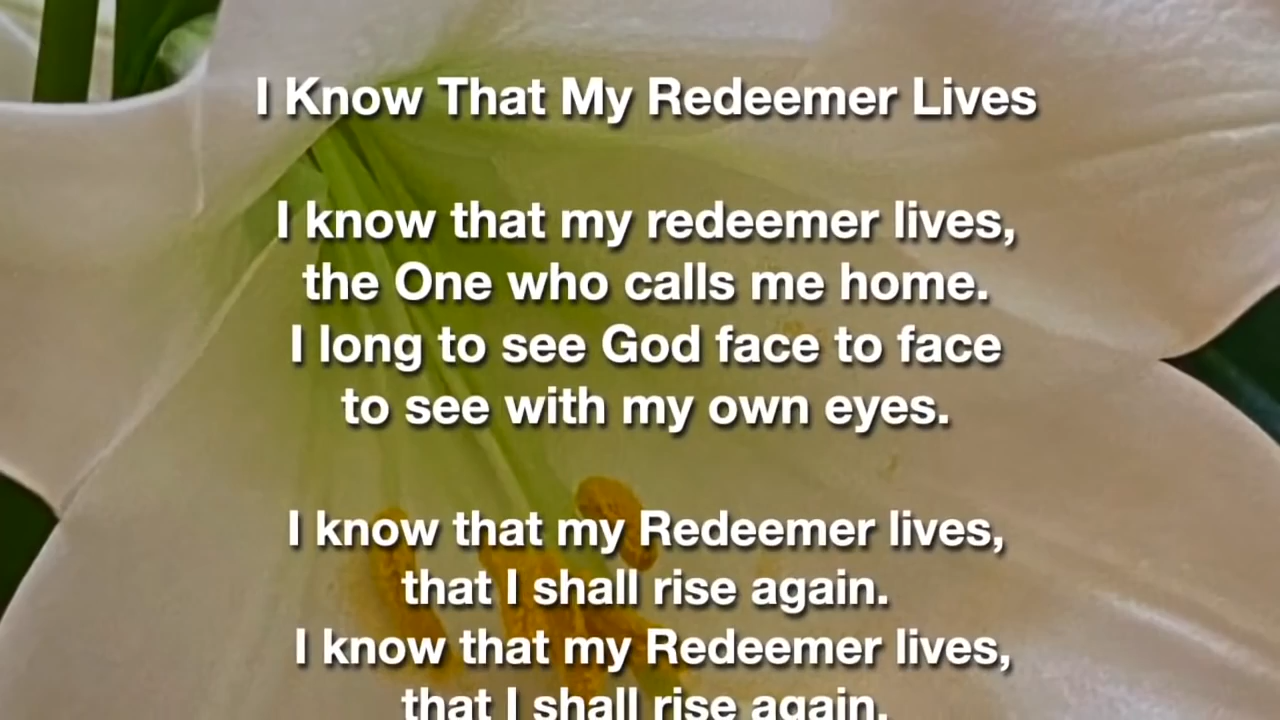 I Know That My Redeemer Lives
I know that my redeemer lives,
the One who calls me home.
I long to see God face to face
to see with my own eyes.
I know that my Redeemer lives,
that I shall rise again.
I know that my Redeemer lives,
that I shall rise again.